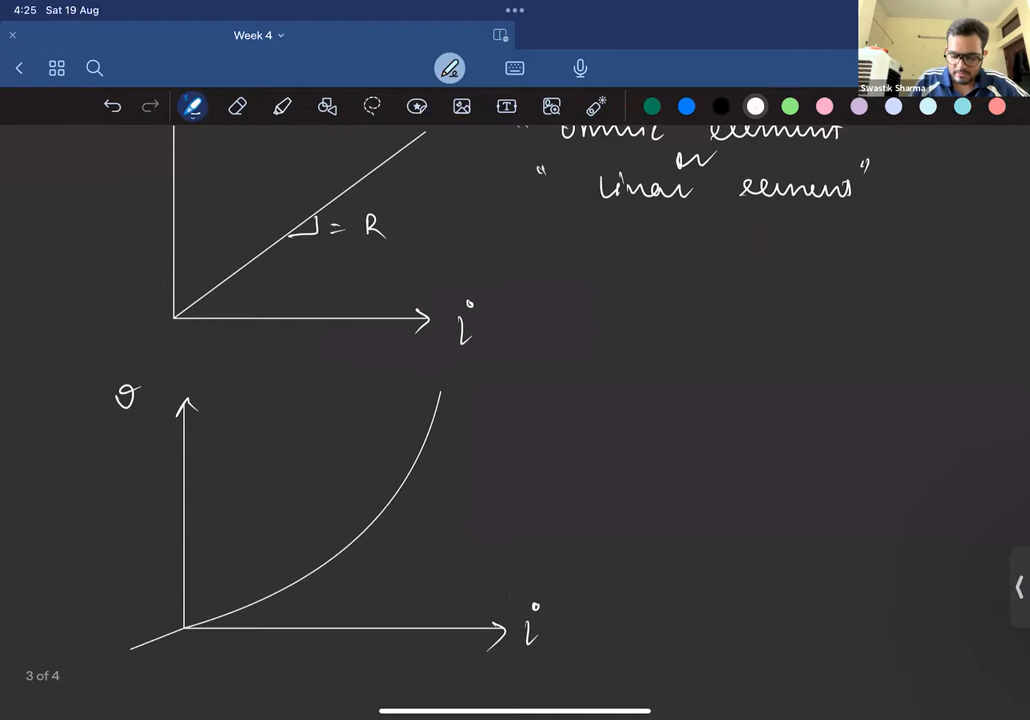 4:25 Sat 19 Aug
Week 4
Swastik Sharma
" ohmic element
or
" linear element "
= R
i
v
i
3 of 4